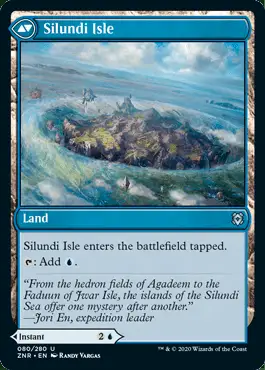 Silundi Isle
Land
Silundi Isle enters the battlefield tapped.
: Add .
“From the hedron fields of Agadeem to the
Faduun of Jwar Isle, the islands of the Silundi
Sea offer one mystery after another.”
—Jori En, expedition leader
Instant 2
080/280 U
ZNR • EN RANDY VARGAS
™ & © 2020 Wizards of the Coast